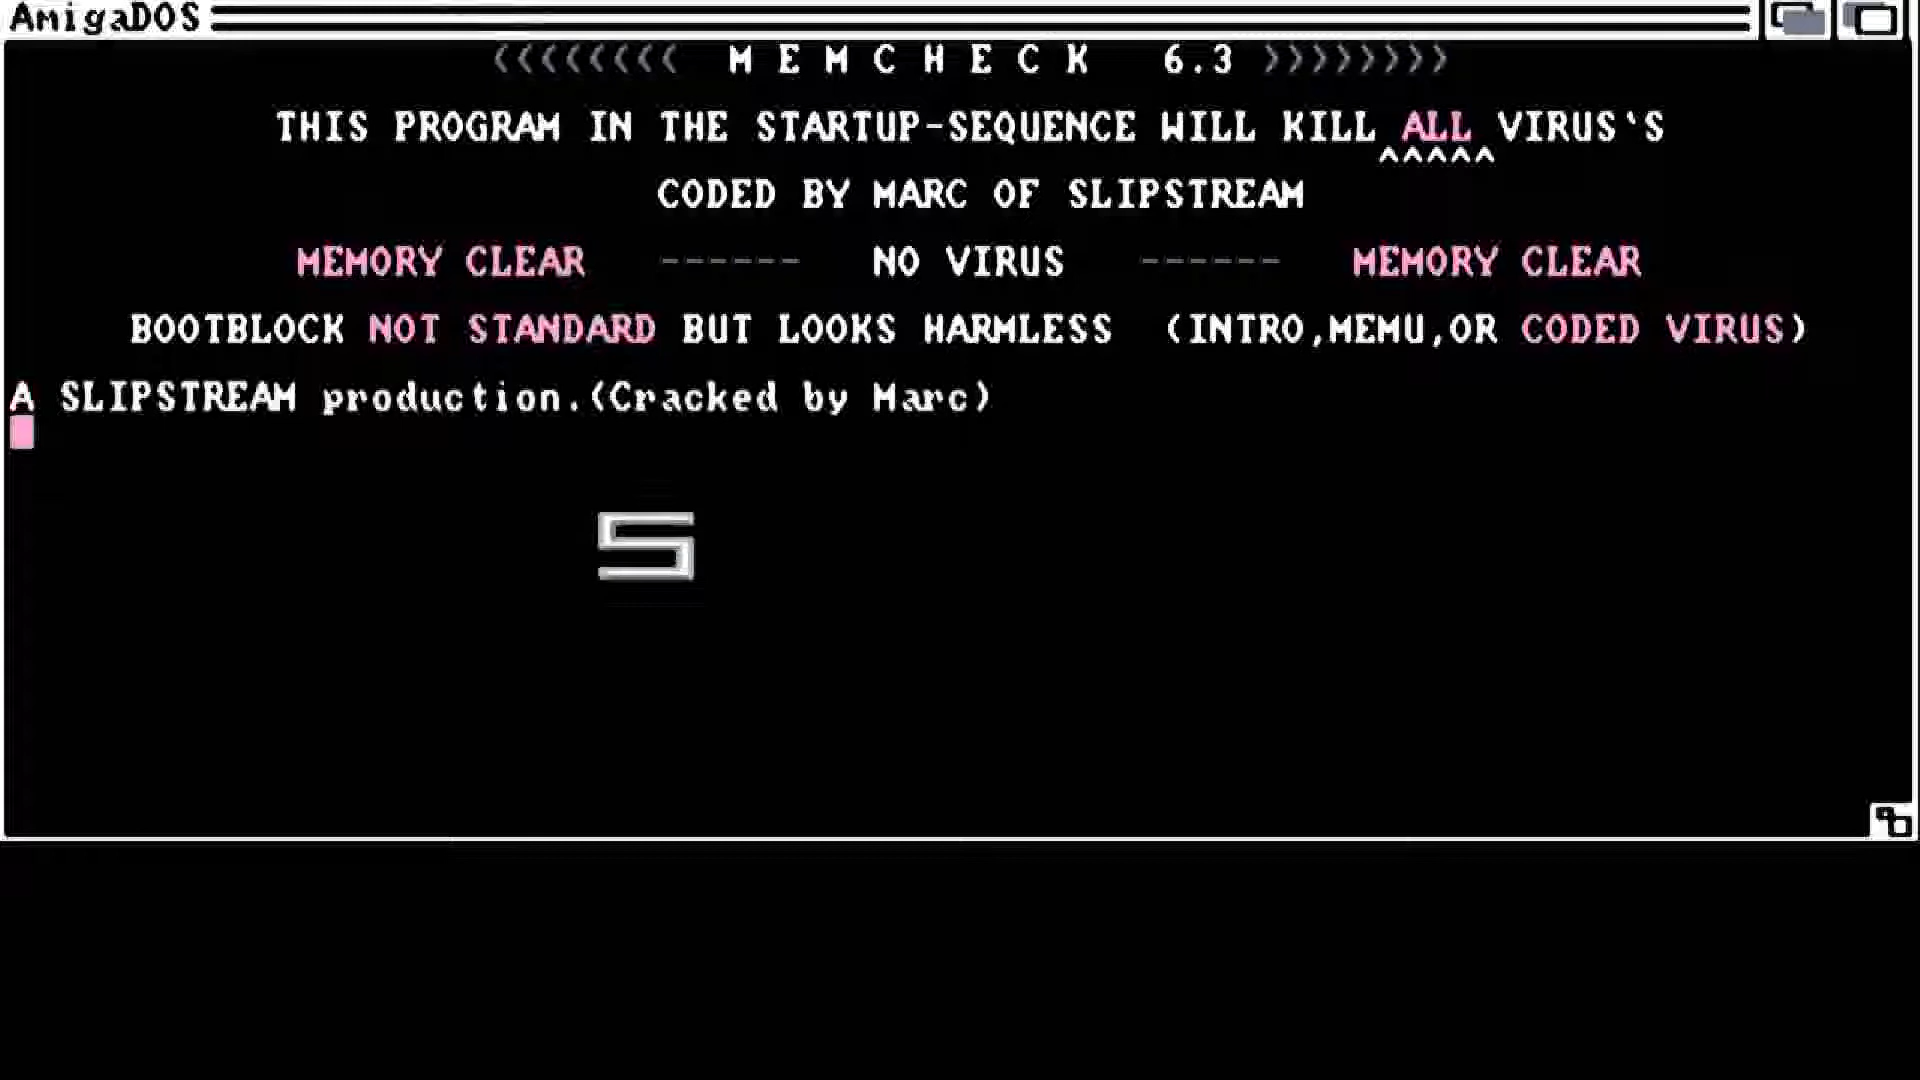 AmigaDOS
<<<<<<<< M E M C H E C K 6.3 >>>>>>>>
THIS PROGRAM IN THE STARTUP-SEQUENCE WILL KILL ALL VIRUS`S
^^^^^
CODED BY MARC OF SLIPSTREAM
MEMORY CLEAR ------ NO VIRUS ------ MEMORY CLEAR
BOOTBLOCK NOT STANDARD BUT LOOKS HARMLESS (INTRO,MEMU,OR CODED VIRUS)
A SLIPSTREAM production.(Cracked by Marc)
S